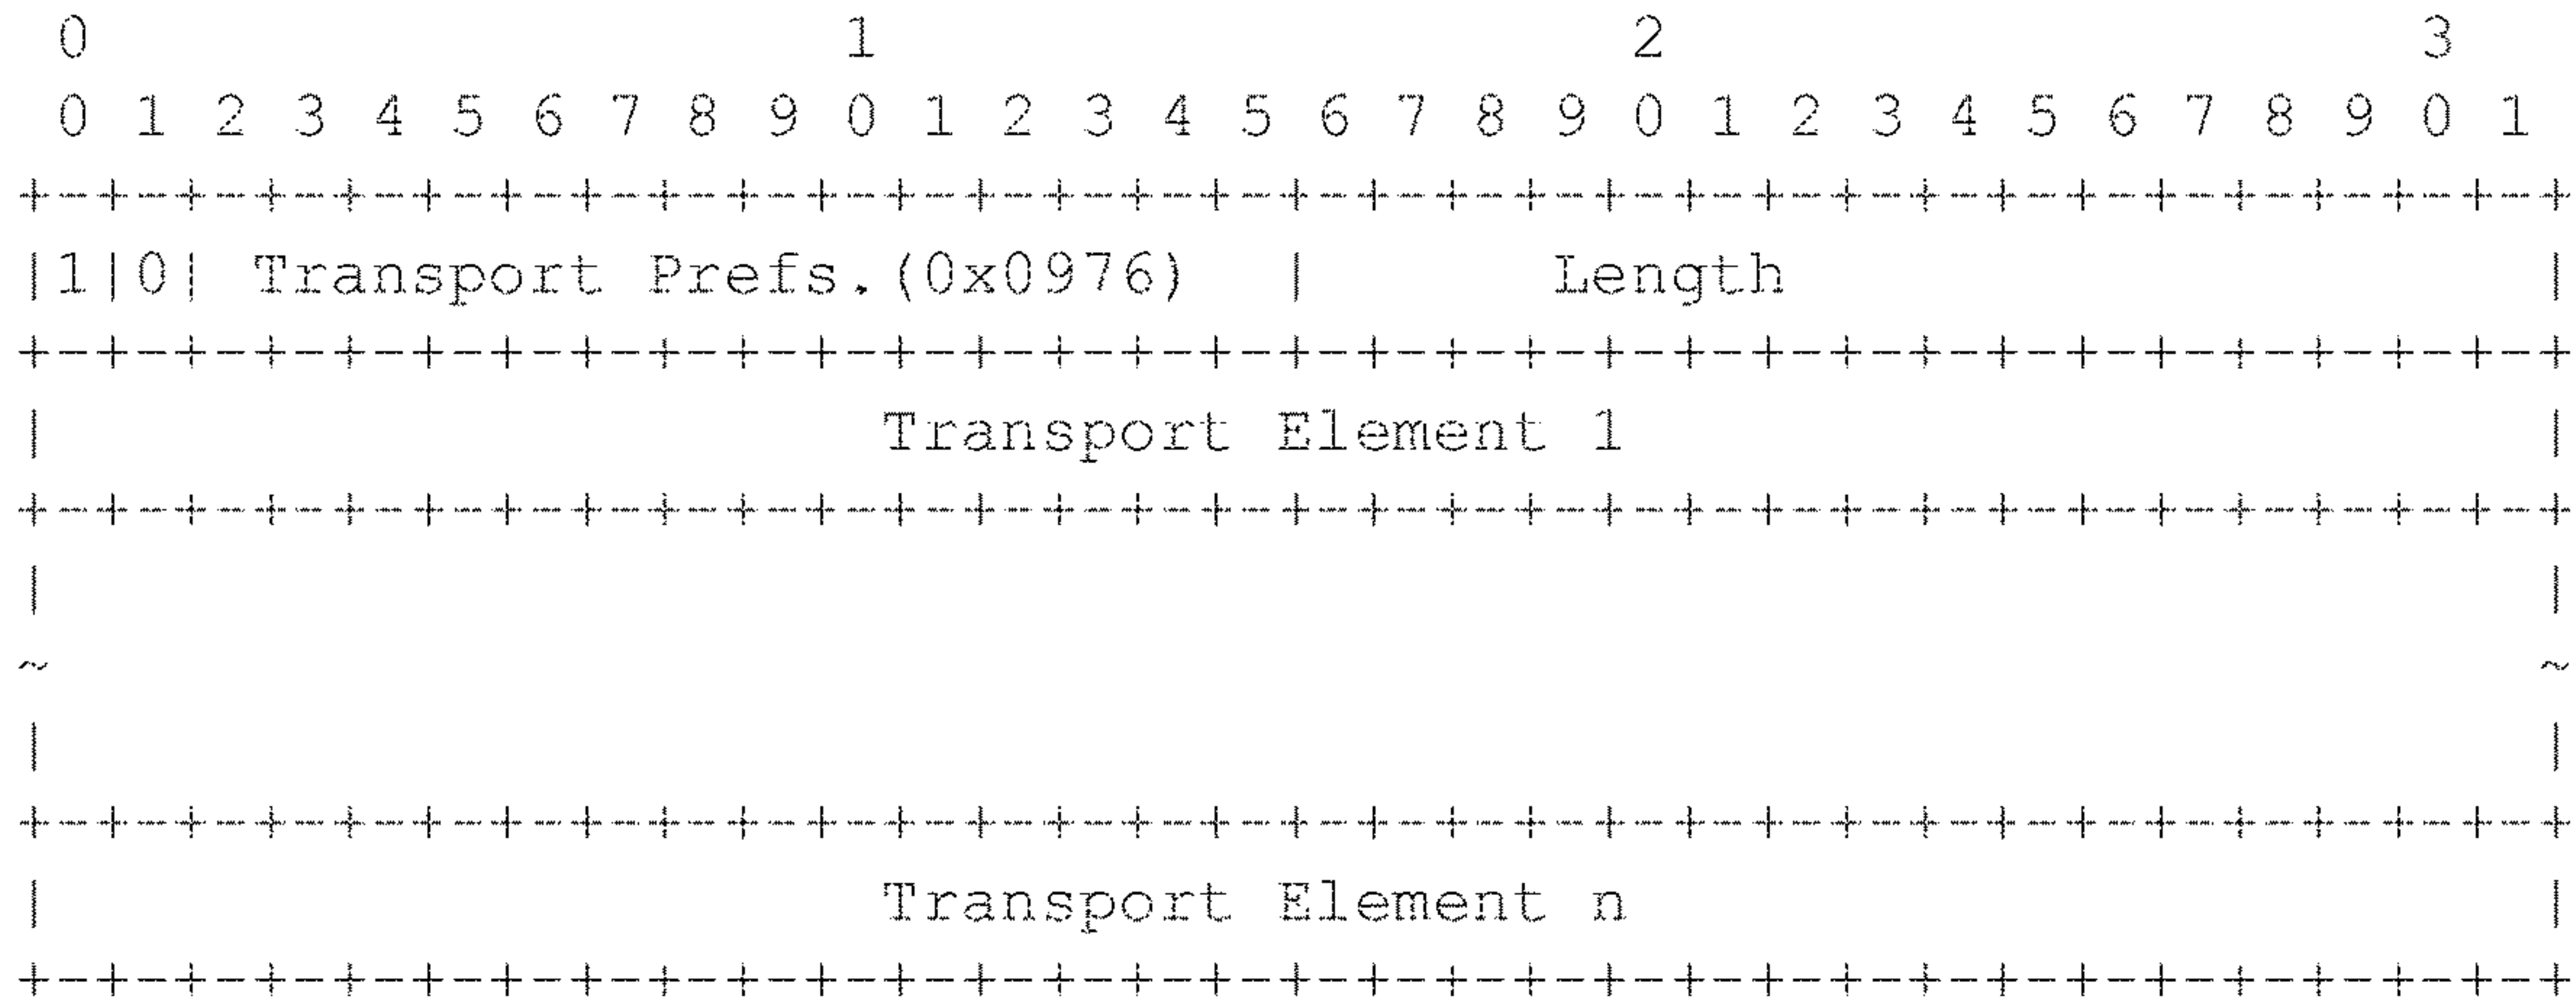 0                   1                   2                   3
 0 1 2 3 4 5 6 7 8 9 0 1 2 3 4 5 6 7 8 9 0 1 2 3 4 5 6 7 8 9 0 1
+-+-+-+-+-+-+-+-+-+-+-+-+-+-+-+-+-+-+-+-+-+-+-+-+-+-+-+-+-+-+-+-+
|1|0| Transport Prefs.(0x0976)  |      Length                   |
+-+-+-+-+-+-+-+-+-+-+-+-+-+-+-+-+-+-+-+-+-+-+-+-+-+-+-+-+-+-+-+-+
|                     Transport Element 1                       |
+-+-+-+-+-+-+-+-+-+-+-+-+-+-+-+-+-+-+-+-+-+-+-+-+-+-+-+-+-+-+-+-+
|                                                               |
~                                                               ~
|                                                               |
+-+-+-+-+-+-+-+-+-+-+-+-+-+-+-+-+-+-+-+-+-+-+-+-+-+-+-+-+-+-+-+-+
|                     Transport Element n                       |
+-+-+-+-+-+-+-+-+-+-+-+-+-+-+-+-+-+-+-+-+-+-+-+-+-+-+-+-+-+-+-+-+